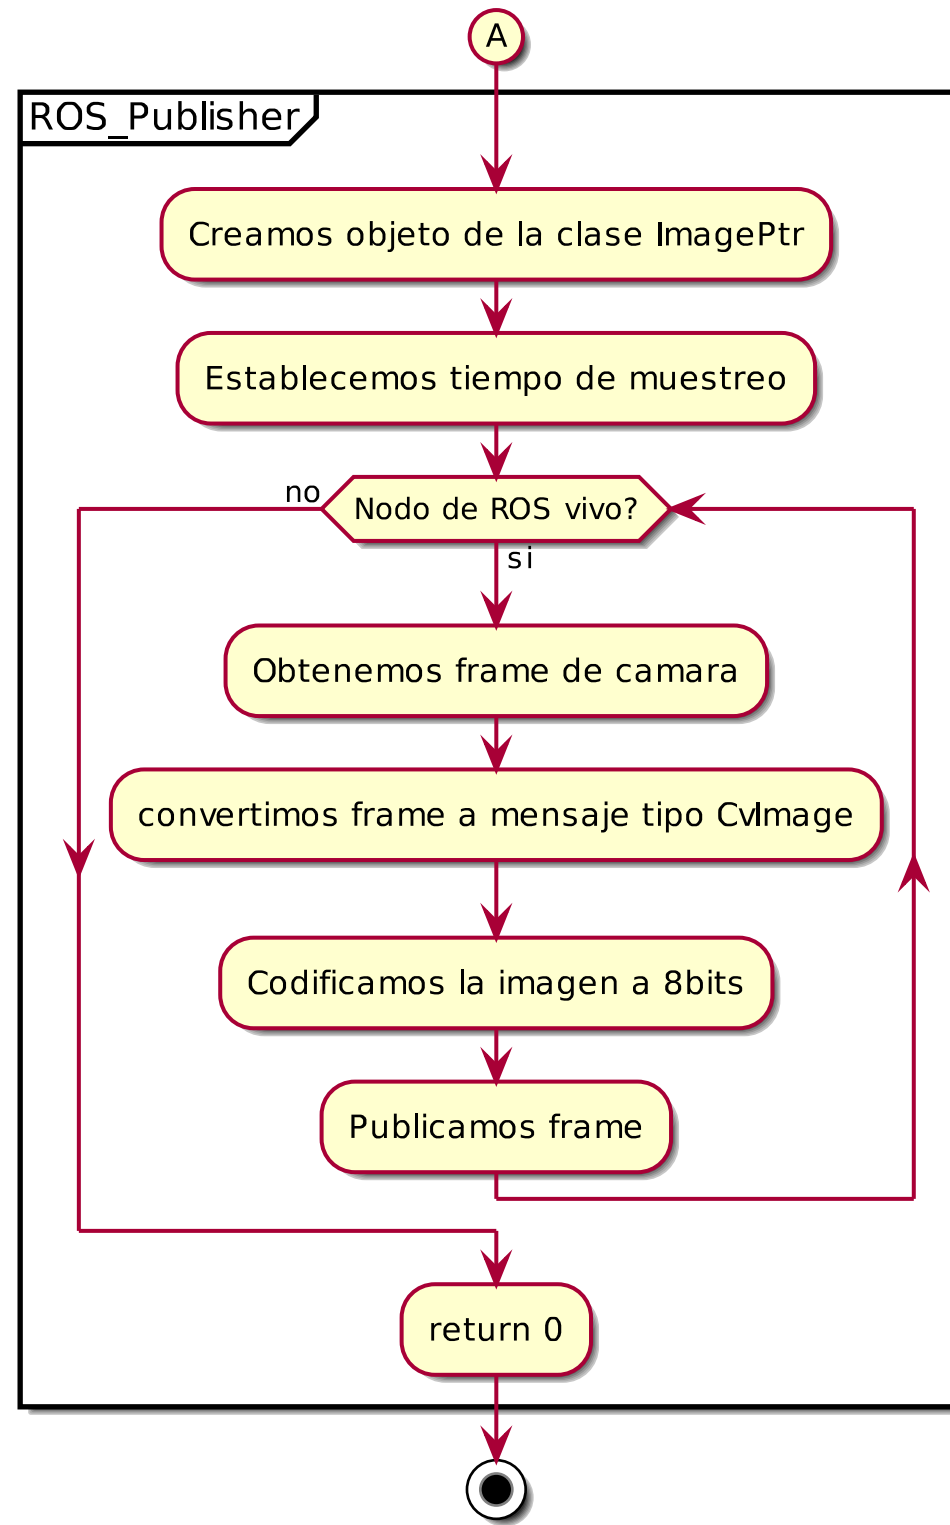 A
ROS_Publisher
Creamos objeto de la clase ImagePtr
Establecemos tiempo de muestreo
no
Nodo de ROS vivo?
si
Obtenemos frame de camara
convertimos frame a mensaje tipo CvImage
Codificamos la imagen a 8bits
Publicamos frame
return 0